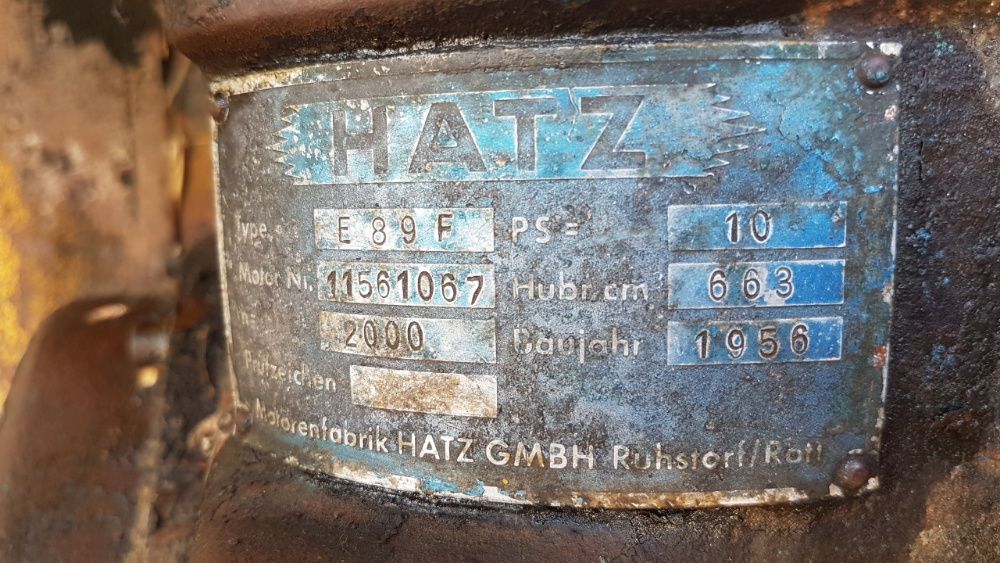 HATZ
Type. E 89 F PS= 10
Motor Nr. 11561067 Hubr. cm 663
2000 Baujahr 1956
Motorenfabrik HATZ GMBH Ruhstorf/Rott